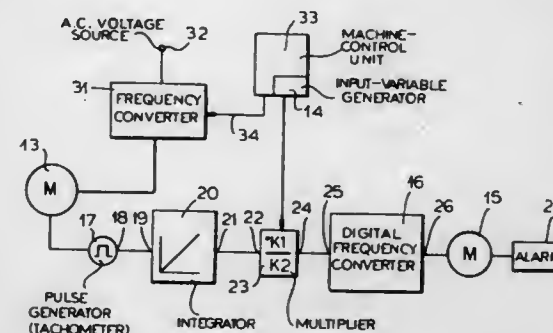 A.C. VOLTAGE
SOURCE
32
33
MACHINE-
CONTROL
UNIT
31
FREQUENCY
CONVERTER
34
14
INPUT-VARIABLE
GENERATOR
13
M
20
17
18
19
21
22
"K1
K2
23
24
25
16
DIGITAL
FREQUENCY
CONVERTER
26
15
M
ALARM
PULSE
GENERATOR
(TACHOMETER)
INTEGRATOR
MULTIPLIER